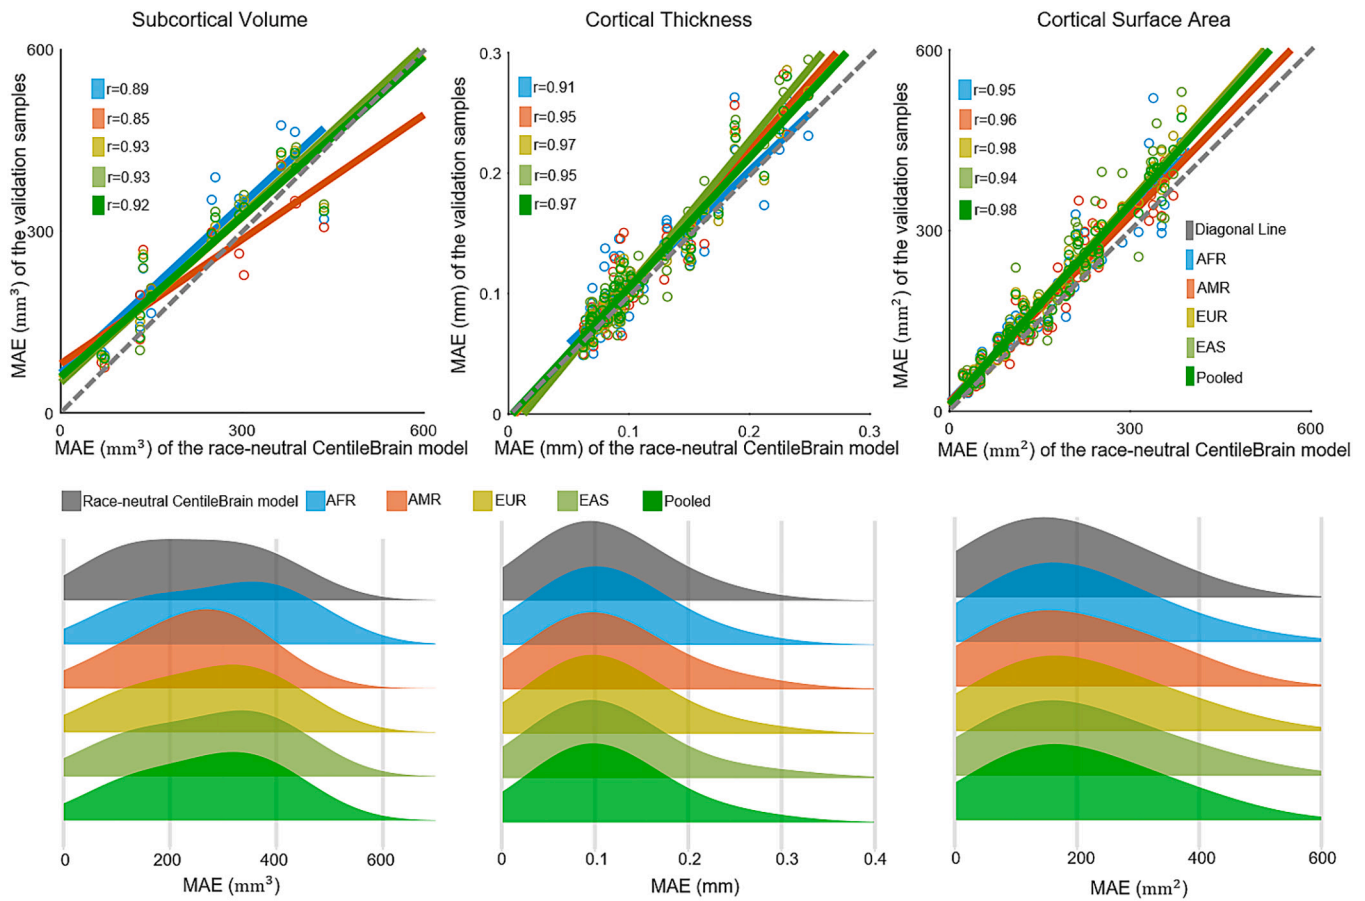 Subcortical Volume
Cortical Thickness
Cortical Surface Area
MAE (mm³) of the validation samples
600
300
0
r=0.89
r=0.85
r=0.93
r=0.93
r=0.92
0
300
600
MAE (mm³) of the race-neutral CentileBrain model
MAE (mm) of the validation samples
0.3
0.2
0.1
0
r=0.91
r=0.95
r=0.97
r=0.95
r=0.97
0
0.1
0.2
0.3
MAE (mm) of the race-neutral CentileBrain model
MAE (mm²) of the validation samples
600
300
0
r=0.95
r=0.96
r=0.98
r=0.94
r=0.98
Diagonal Line
AFR
AMR
EUR
EAS
Pooled
0
300
600
MAE (mm²) of the race-neutral CentileBrain model
Race-neutral CentileBrain model
AFR
AMR
EUR
EAS
Pooled
0
200
400
600
MAE (mm³)
0
0.1
0.2
0.3
0.4
MAE (mm)
0
200
400
600
MAE (mm²)